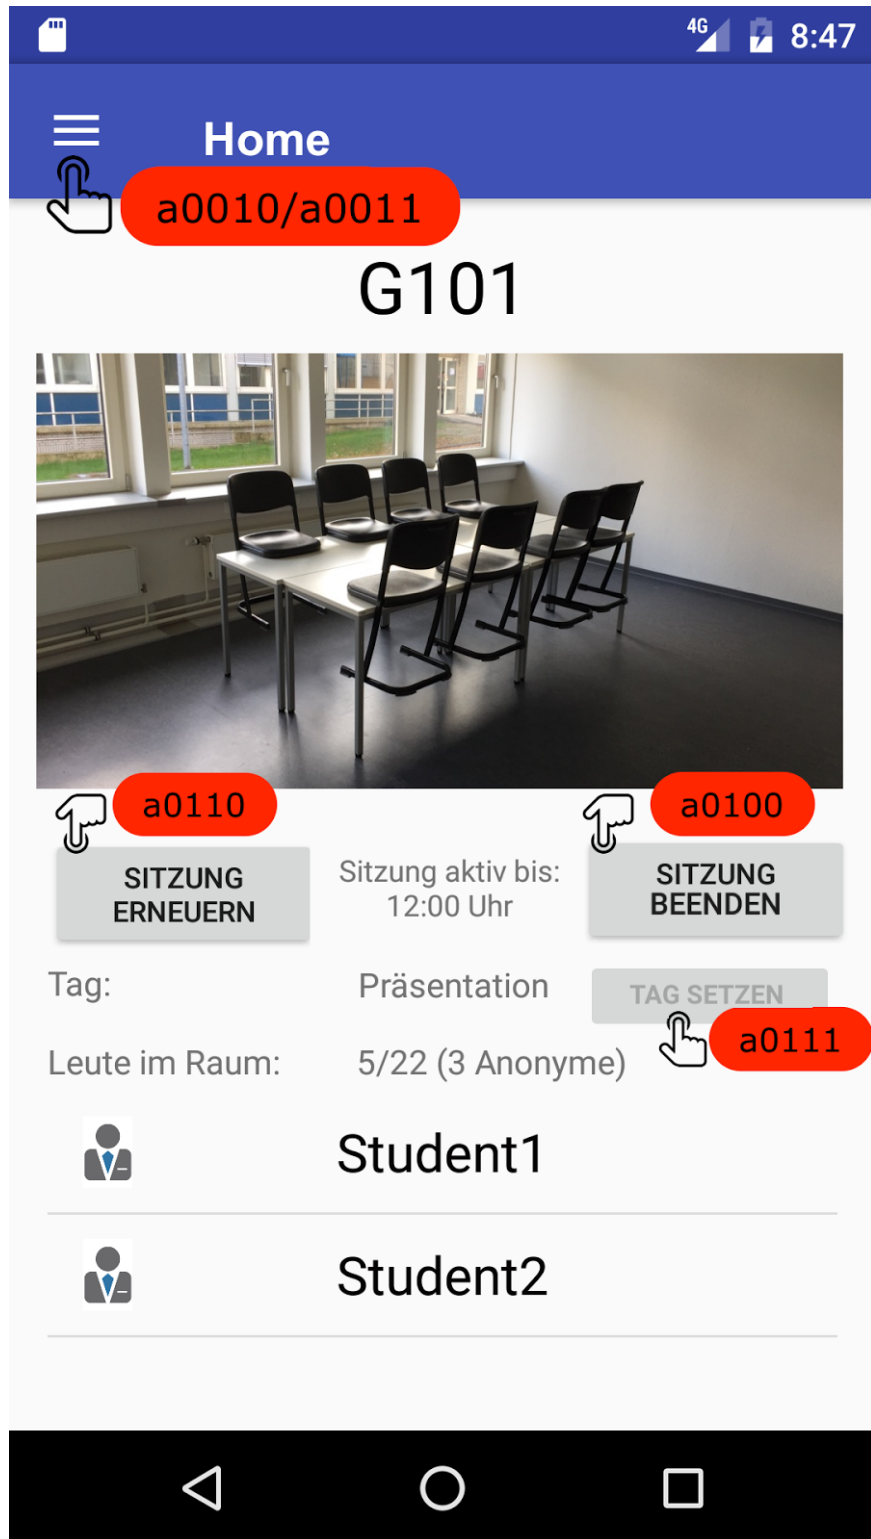 4G 8:47
Home
a0010/a0011
G101
a0110
a0100
SITZUNG
ERNEUERN
Sitzung aktiv bis:
12:00 Uhr
SITZUNG
BEENDEN
Tag:
Präsentation
TAG SETZEN
a0111
Leute im Raum:
5/22 (3 Anonyme)
Student1
Student2